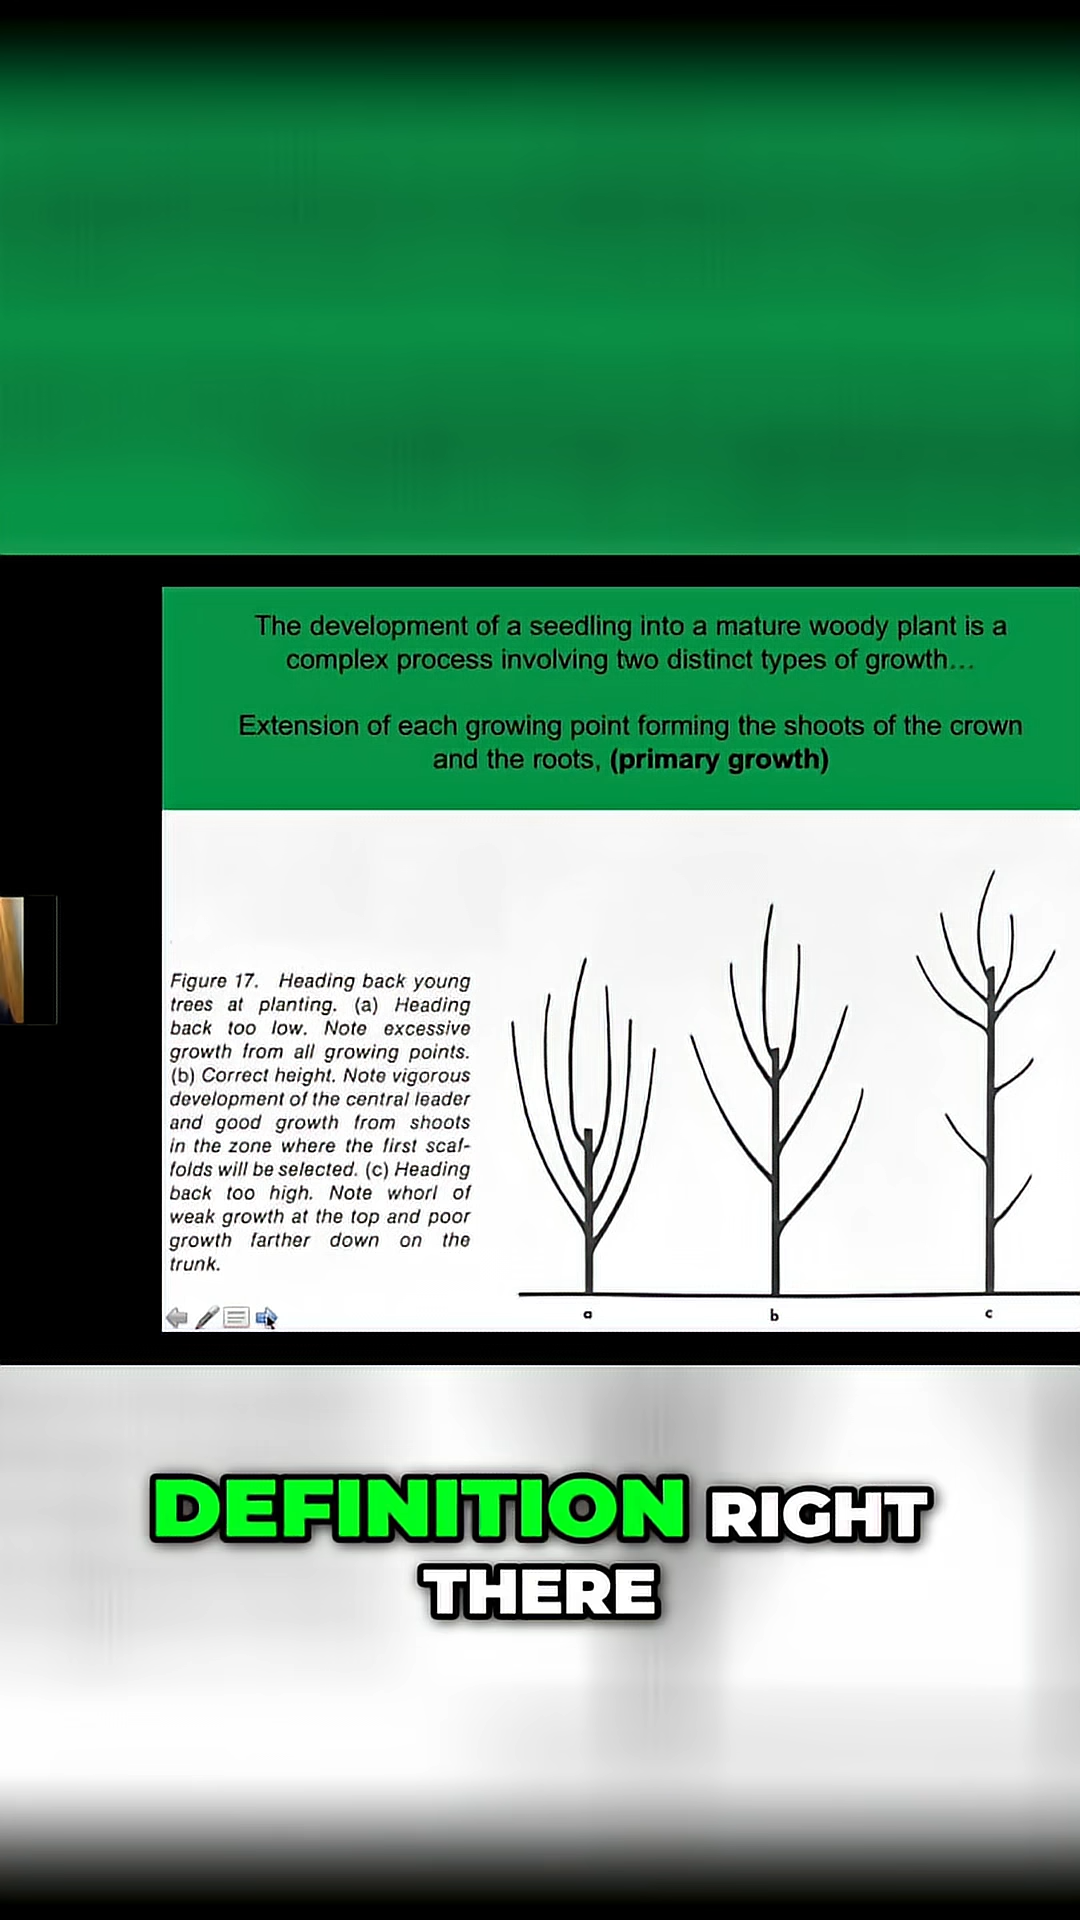 The development of a seedling into a mature woody plant is a
complex process involving two distinct types of growth...
Extension of each growing point forming the shoots of the crown
and the roots, (primary growth)
Figure 17. Heading back young
trees at planting. (a) Heading
back too low. Note excessive
growth from all growing points.
(b) Correct height. Note vigorous
development of the central leader
and good growth from shoots
in the zone where the first scaf-
folds will be selected. (c) Heading
back too high. Note whorl of
weak growth at the top and poor
growth farther down on the
trunk.
a b c
DEFINITION RIGHT
THERE